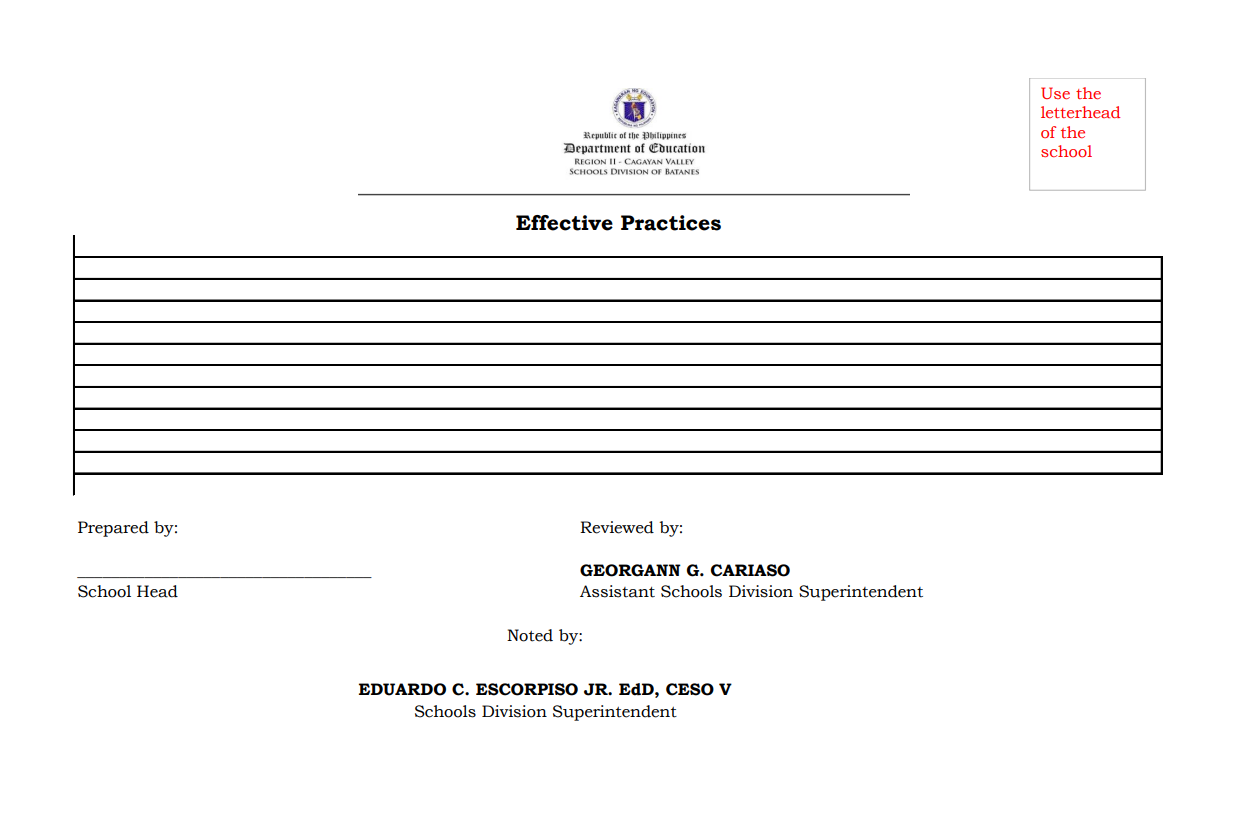 Republic of the Philippines
Department of Education
REGION II - CAGAYAN VALLEY
SCHOOLS DIVISION OF BATANES
Use the
letterhead
of the
school
Effective Practices
Prepared by:
Reviewed by:
GEORGANN G. CARIASO
School Head
Assistant Schools Division Superintendent
Noted by:
EDUARDO C. ESCORPISO JR. EdD, CESO V
Schools Division Superintendent